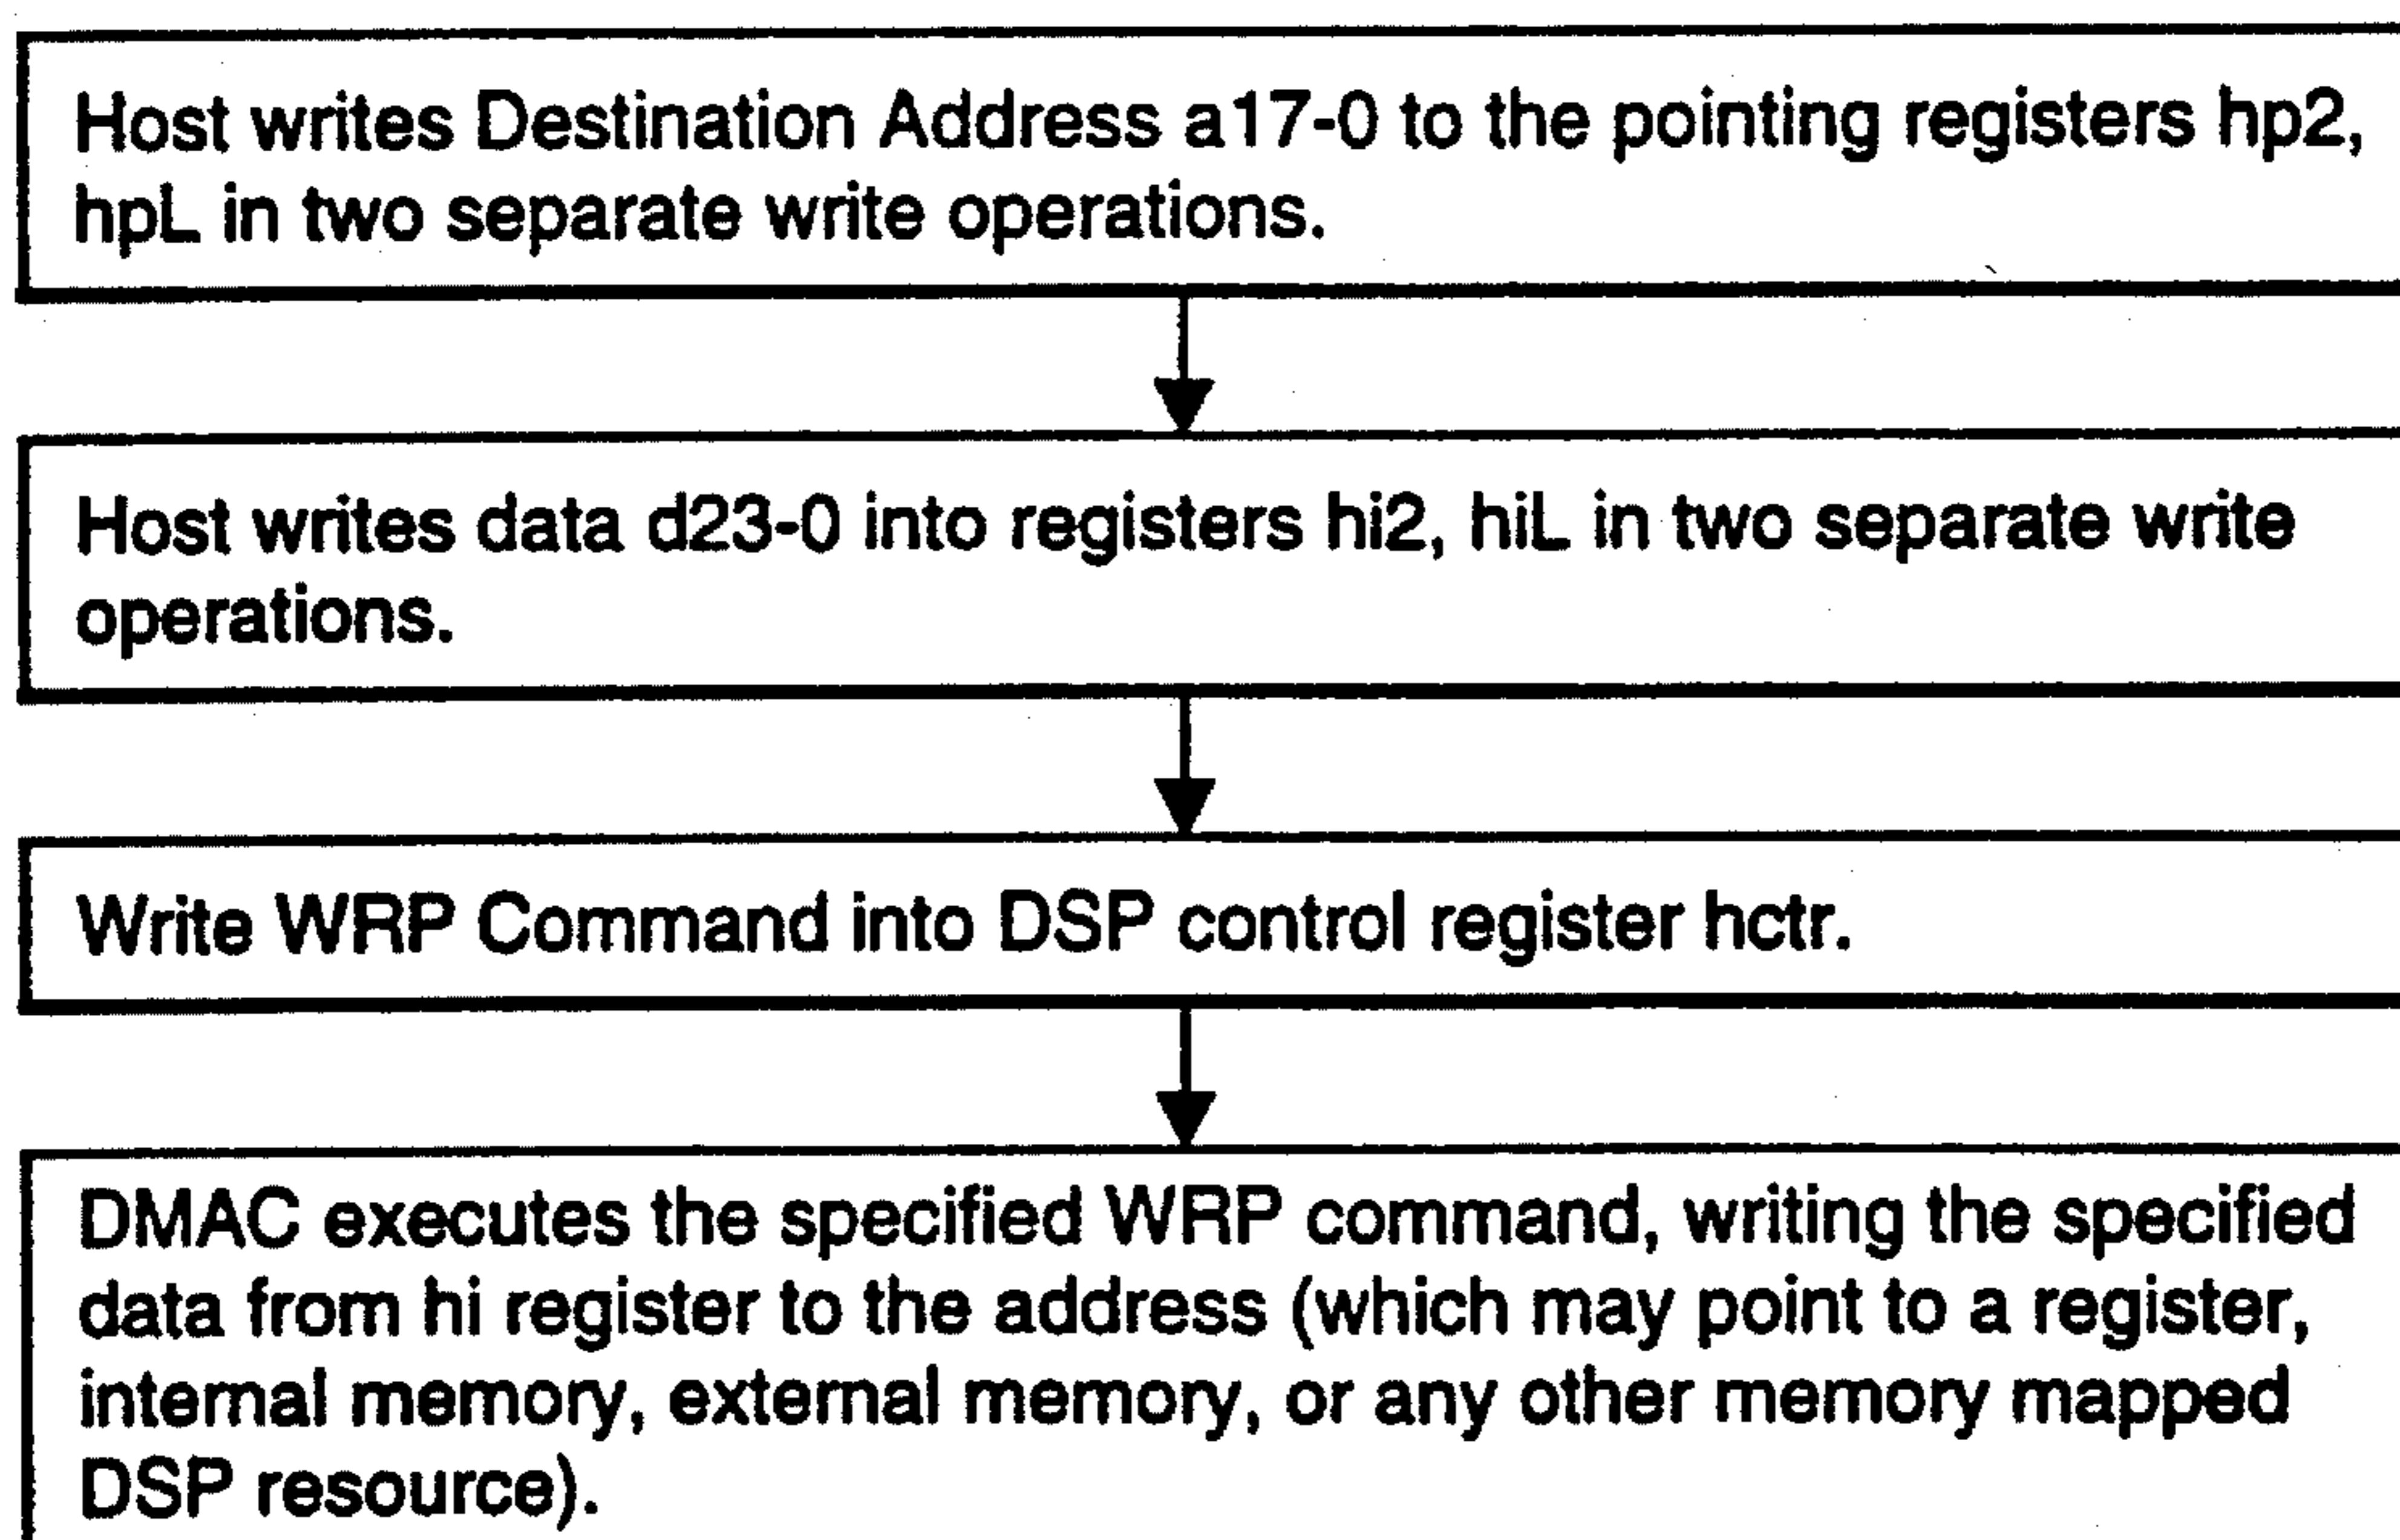 Host writes Destination Address a17-0 to the pointing registers hp2,
hpL in two separate write operations.
Host writes data d23-0 into registers hi2, hiL in two separate write
operations.
Write WRP Command into DSP control register hctr.
DMAC executes the specified WRP command, writing the specified
data from hi register to the address (which may point to a register,
internal memory, external memory, or any other memory mapped
DSP resource).